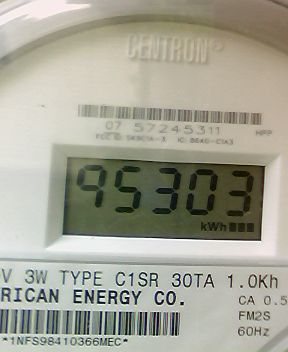 CENTRON®
07 57245311
HPP
95303
kWh
V 3W TYPE C1SR 30TA 1.0Kh
RICAN ENERGY CO.
CA 0.5
FM2S
60Hz
*1NFS98410366MEC*